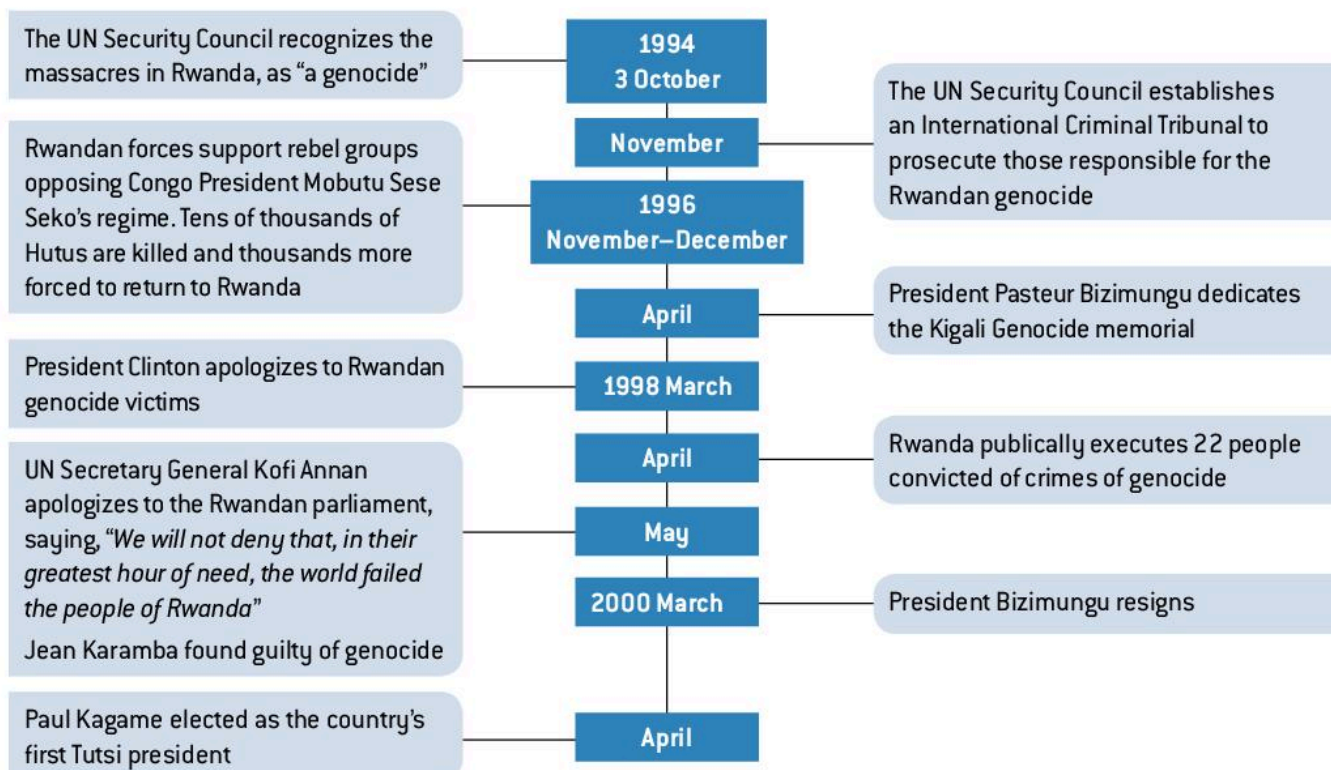 The UN Security Council recognizes the
massacres in Rwanda, as “a genocide”
1994
3 October
November
The UN Security Council establishes
an International Criminal Tribunal to
prosecute those responsible for the
Rwandan genocide
Rwandan forces support rebel groups
opposing Congo President Mobutu Sese
Seko’s regime. Tens of thousands of
Hutus are killed and thousands more
forced to return to Rwanda
1996
November–December
April
President Pasteur Bizimungu dedicates
the Kigali Genocide memorial
President Clinton apologizes to Rwandan
genocide victims
1998 March
April
Rwanda publically executes 22 people
convicted of crimes of genocide
UN Secretary General Kofi Annan
apologizes to the Rwandan parliament,
saying, “We will not deny that, in their
greatest hour of need, the world failed
the people of Rwanda”
Jean Karamba found guilty of genocide
May
2000 March
President Bizimungu resigns
Paul Kagame elected as the country’s
first Tutsi president
April